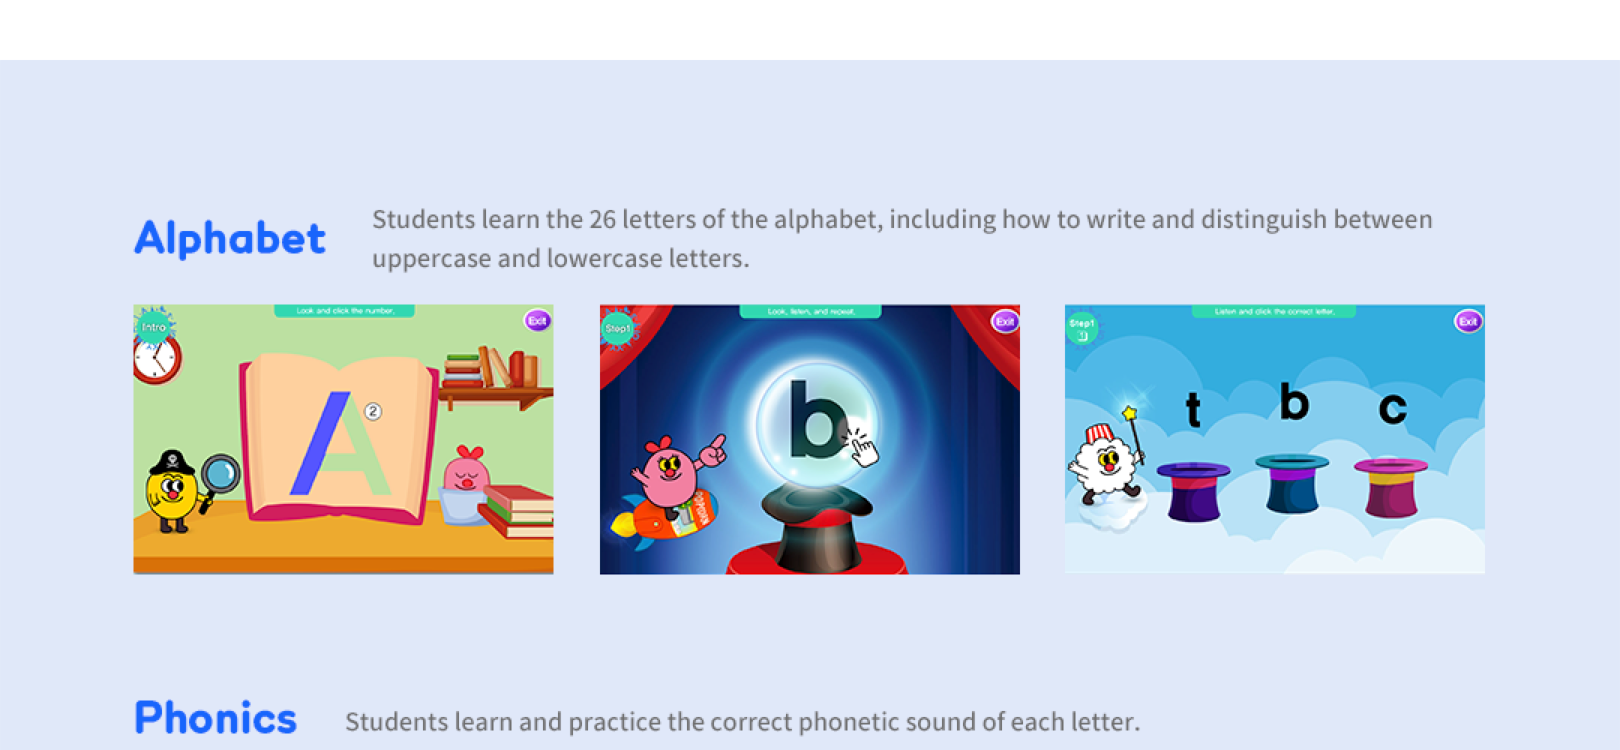 Alphabet
Students learn the 26 letters of the alphabet, including how to write and distinguish between
uppercase and lowercase letters.
Intro
Look and click the number.
Exit
A
2
Step1
Look, listen, and repeat.
Exit
b
Step1
Listen and click the correct letter.
Exit
t b c
Phonics
Students learn and practice the correct phonetic sound of each letter.